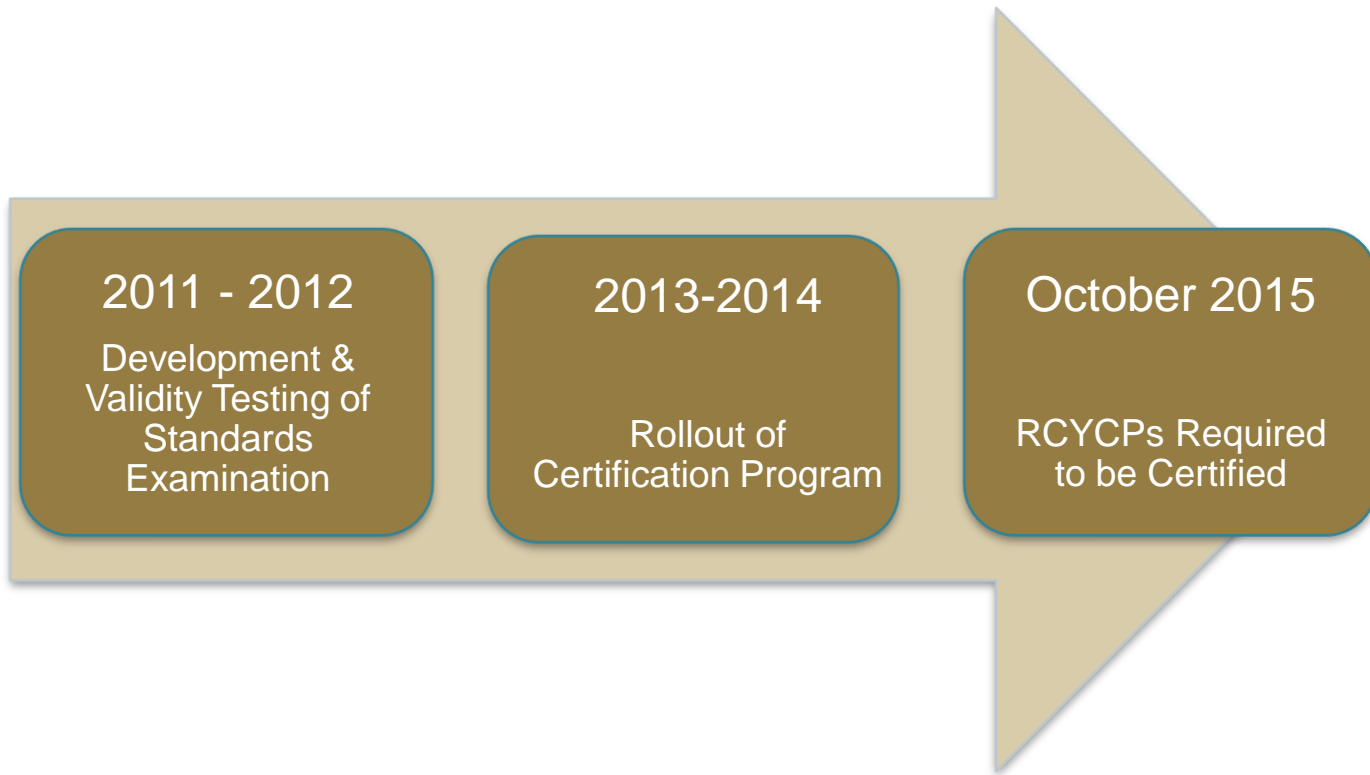 2011 - 2012
Development &
Validity Testing of
Standards
Examination
2013-2014
Rollout of
Certification Program
October 2015
RCYCPs Required
to be Certified